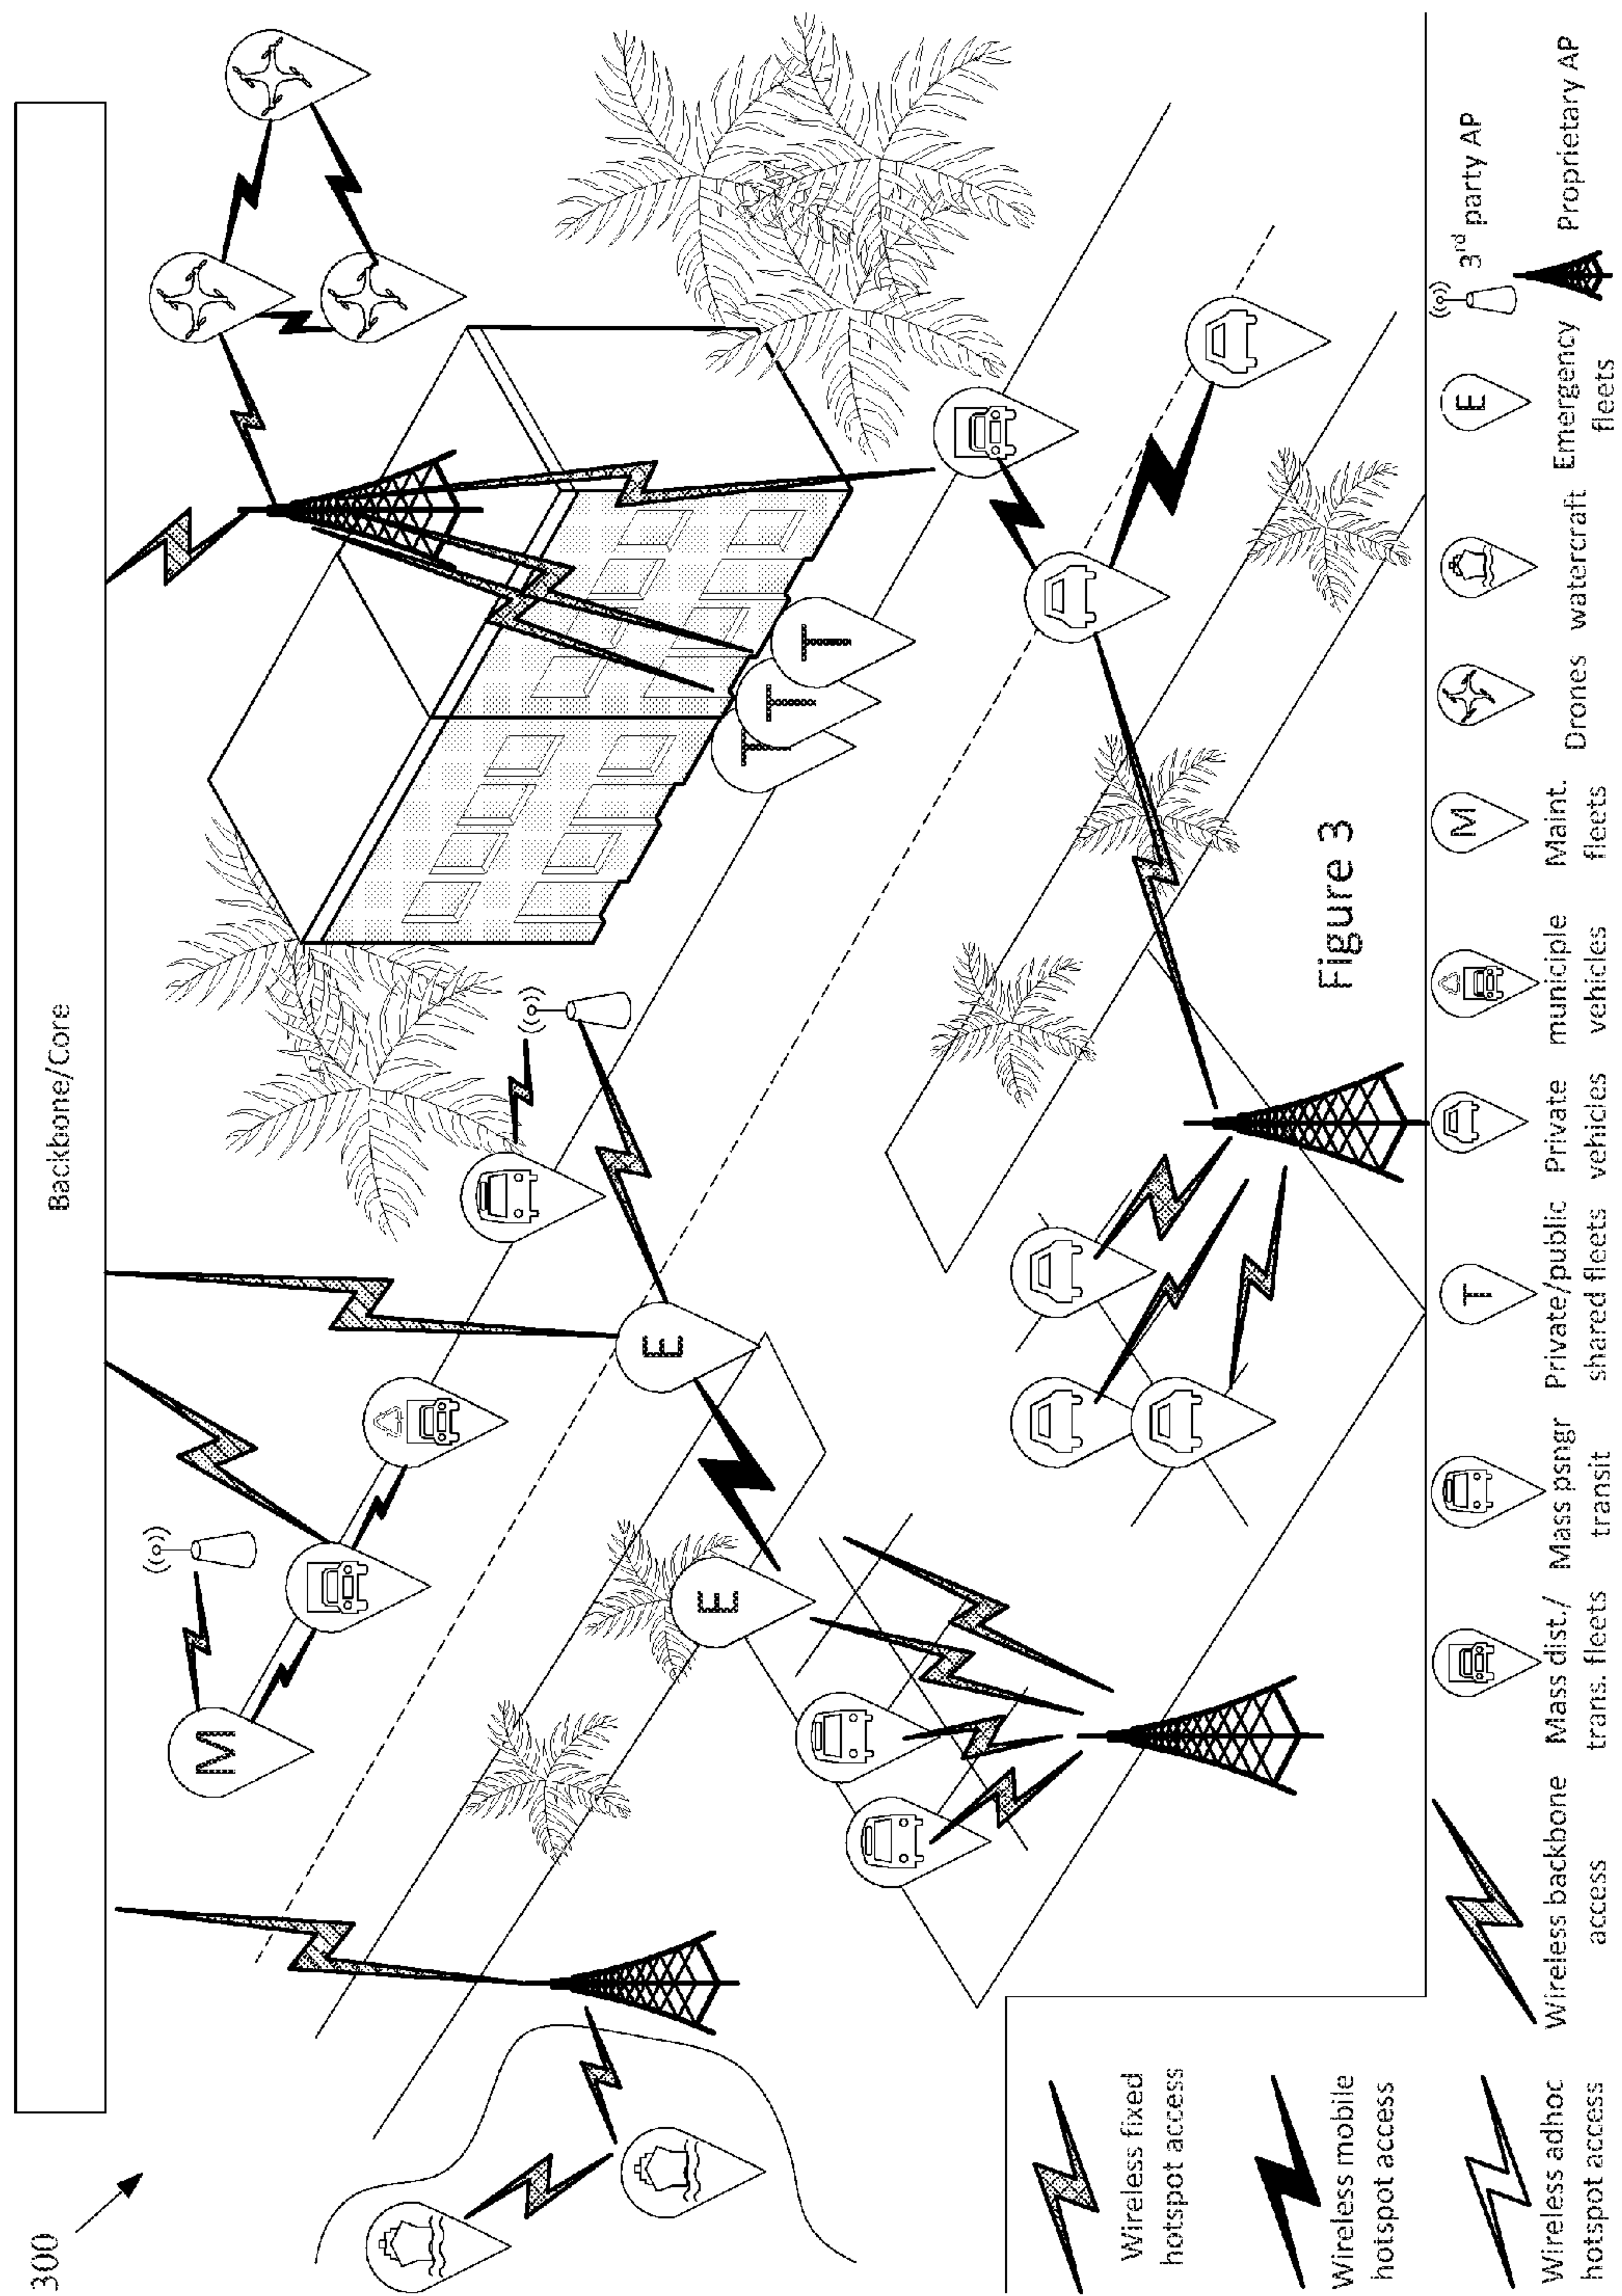 300
Backbone/Core
M
E
E
T
T
T
Figure 3
Wireless fixed
hotspot access
Wireless mobile
hotspot access
Wireless adhoc
hotspot access
Wireless backbone
access
Mass dist./
trans. fleets
Mass psngr
transit
T
Private/public
shared fleets
Private
vehicles
municiple
vehicles
M
Maint.
fleets
Drones
watercraft
E
Emergency
fleets
3rd party AP
Proprietary AP